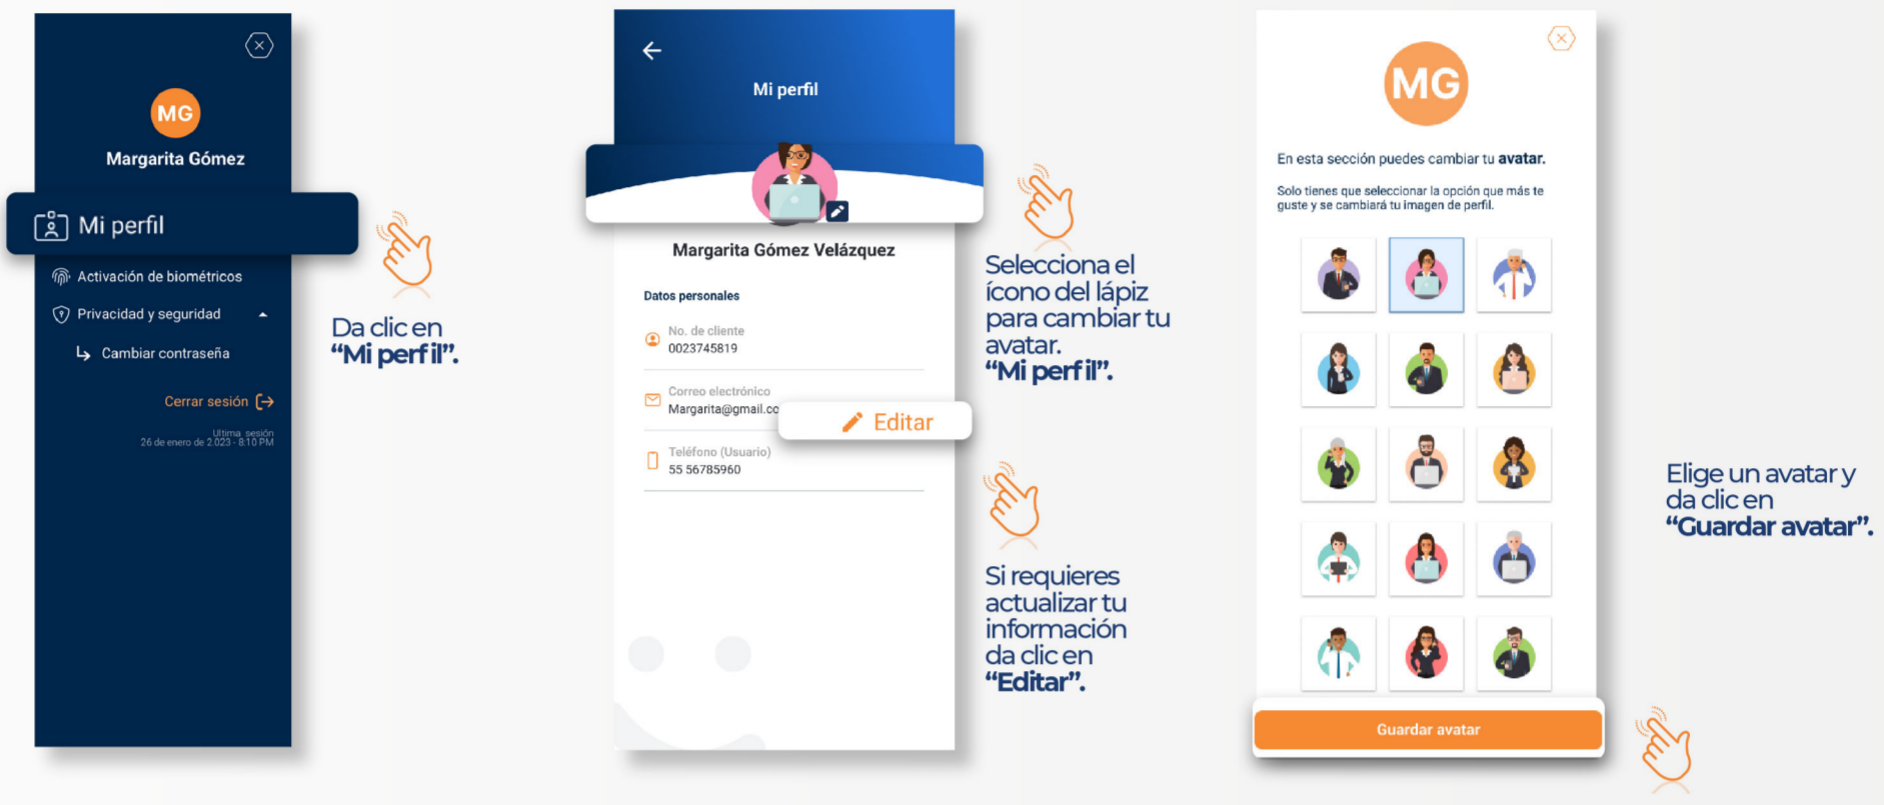 MG
Margarita Gómez
Mi perfil
Activación de biométricos
Privacidad y seguridad
Cambiar contraseña
Cerrar sesión
Ultima sesión
26 de enero de 2.023 - 8:10 PM
Da clic en
“Mi perfil”.
Mi perfil
Margarita Gómez Velázquez
Datos personales
No. de cliente
0023745819
Correo electrónico
Margarita@gmail.co
Editar
Teléfono (Usuario)
55 56785960
Selecciona el
ícono del lápiz
para cambiar tu
avatar.
“Mi perfil”.
Si requieres
actualizar tu
información
da clic en
“Editar”.
MG
En esta sección puedes cambiar tu avatar.
Solo tienes que seleccionar la opción que más te
guste y se cambiará tu imagen de perfil.
Guardar avatar
Elige un avatar y
da clic en
“Guardar avatar”.